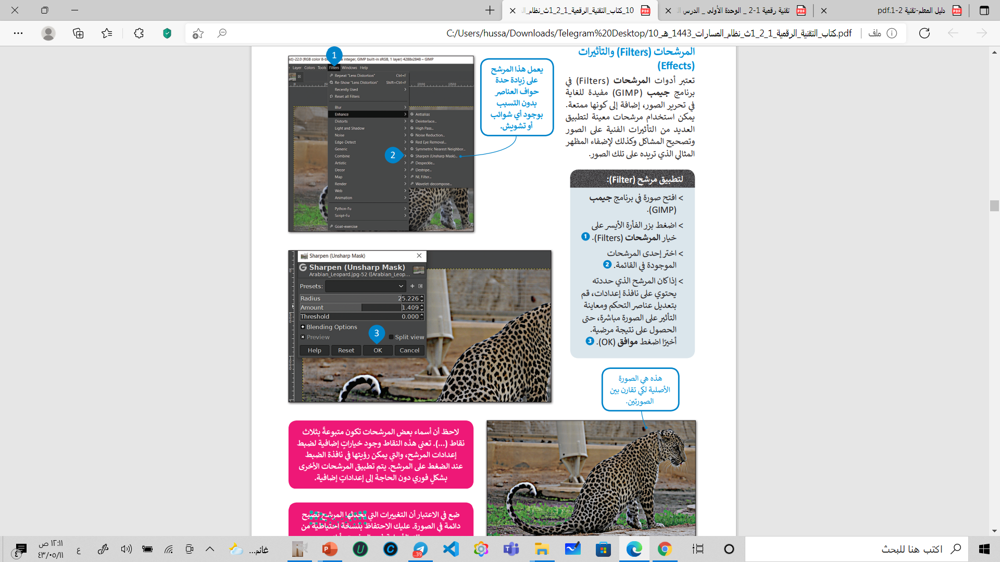 دليل المعلم-تقنية 2-1.pdf
تقنية رقمية 1-2 _ الوحدة الأولى _ الدرس ا
10_كتاب_التقنية_الرقمية_1_2_1ث_نظام_ا
ملف
C:/Users/hussa/Downloads/Telegram%20Desktop/10_كتاب_التقنية_الرقمية_1_2_1ث_نظام_المسارات_1443_هـ.pdf
المرشحات (Filters) والتأثيرات
(Effects)
تعتبر أدوات المرشحات (Filters) في
برنامج جيمب (GIMP) مفيدة للغاية
في تحرير الصور، إضافة إلى كونها ممتعة.
يمكن استخدام مرشحات معينة لتطبيق
العديد من التأثيرات الفنية على الصور
وتصحيح المشاكل وكذلك لإضفاء المظهر
المثالي الذي تريده على تلك الصور.
يعمل هذا المرشح
على زيادة حدة
حواف العناصر
بدون التسبب
بوجود أي شوائب
أو تشويش.
1
ed)-22.0 (RGB color 8-b a integer, GIMP built-in sRGB, 1 layer) 4288x2848 – GIMP
e Layer Colors Tools Filters Windows Help
Repeat "Lens Distortion" Ctrl+F
Re-Show "Lens Distortion" Shift+Ctrl+F
Recently Used
Reset all Filters
Blur
Enhance
Distorts
Light and Shadow
Noise
Edge-Detect
Generic
Combine
Artistic
Decor
Map
Render
Web
Animation
Python-Fu
Script-Fu
Goat-exercise
2000
2500
Antialias
Deinterlace...
High Pass...
Noise Reduction...
Red Eye Removal...
Symmetric Nearest Neighbor...
2
Sharpen (Unsharp Mask)...
Despeckle...
Destripe...
NL Filter...
Wavelet-decompose...
لتطبيق مرشح (Filter):
> افتح صورة في برنامج جيمب
(GIMP).
> اضغط بزر الفأرة الأيسر على
خيار المرشحات (Filters). 1
> اختر إحدى المرشحات
الموجودة في القائمة. 2
> إذا كان المرشح الذي حددته
يحتوي على نافذة إعدادات، قم
بتعديل عناصر التحكم ومعاينة
التأثير على الصورة مباشرة، حتى
الحصول على نتيجة مرضية.
أخيرًا اضغط موافق (OK). 3
Sharpen (Unsharp Mask)
Sharpen (Unsharp Mask)
Arabian_Leopard.jpg-52 ([Arabian_Leop...
Presets:
Radius 25.226
Amount 1.409
Threshold 0.000
Blending Options
3
Preview Split view
Help Reset OK Cancel
هذه هي الصورة
الأصلية لكي تقارن بين
الصورتين.
لاحظ أن أسماء بعض المرشحات تكون متبوعةً بثلاث
نقاط (...). تعني هذه النقاط وجود خياراتٍ إضافية لضبط
إعدادات المرشح، والتي يمكن رؤيتها في نافذة الضبط
عند الضغط على المرشح. يتم تطبيق المرشحات الأخرى
بشكلٍ فوري دون الحاجة إلى إعداداتٍ إضافية.
ضع في الاعتبار أن التغييرات التي يحدثها المرشح تصبح
دائمة في الصورة. عليك الاحتفاظ بنسخة احتياطية من
اكتب هنا للبحث
39..
غائم...
ع
١٢:١١ ص
٤٣/٠٥/١١
٤